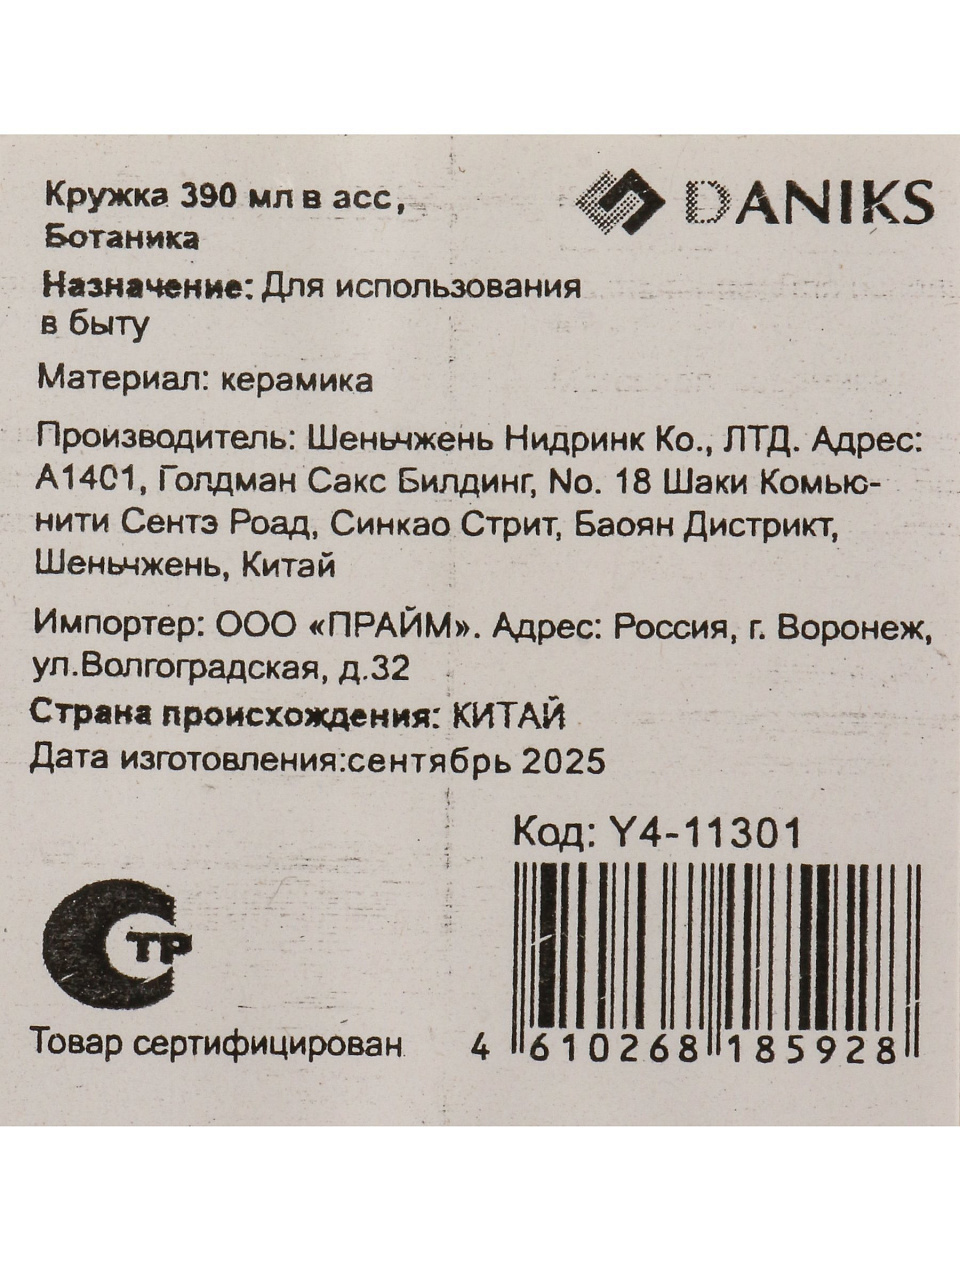 Кружка 390 мл в асс,
Ботаника
DANIKS
Назначение: Для использования
в быту
Материал: керамика
Производитель: Шеньчжень Нидринк Ко., ЛТД. Адрес:
А1401, Голдман Сакс Билдинг, No. 18 Шаки Комью-
нити Сентэ Роад, Синкао Стрит, Баоян Дистрикт,
Шеньчжень, Китай
Импортер: ООО «ПРАЙМ». Адрес: Россия, г. Воронеж,
ул.Волгоградская, д.32
Страна происхождения: КИТАЙ
Дата изготовления:сентябрь 2025
Код: Y4-11301
СТР
Товар сертифицирован
4 610268 185928